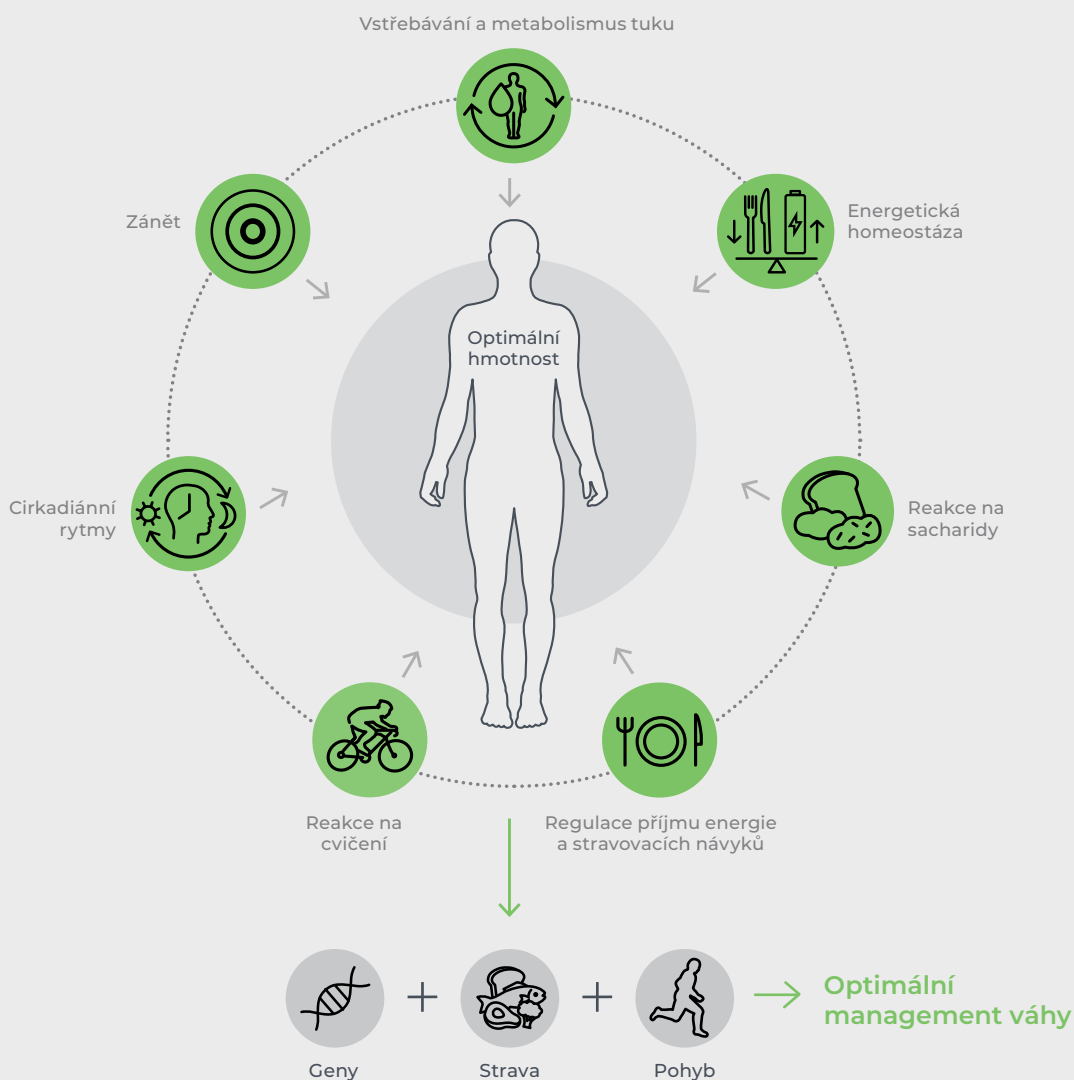 Vstřebávání a metabolismus tuku
Zánět
Energetická
homeostáza
Optimální
hmotnost
Cirkadiánní
rytmy
Reakce na
sacharidy
Reakce na
cvičení
Regulace příjmu energie
a stravovacích návyků
Optimální
management váhy
Geny
Strava
Pohyb